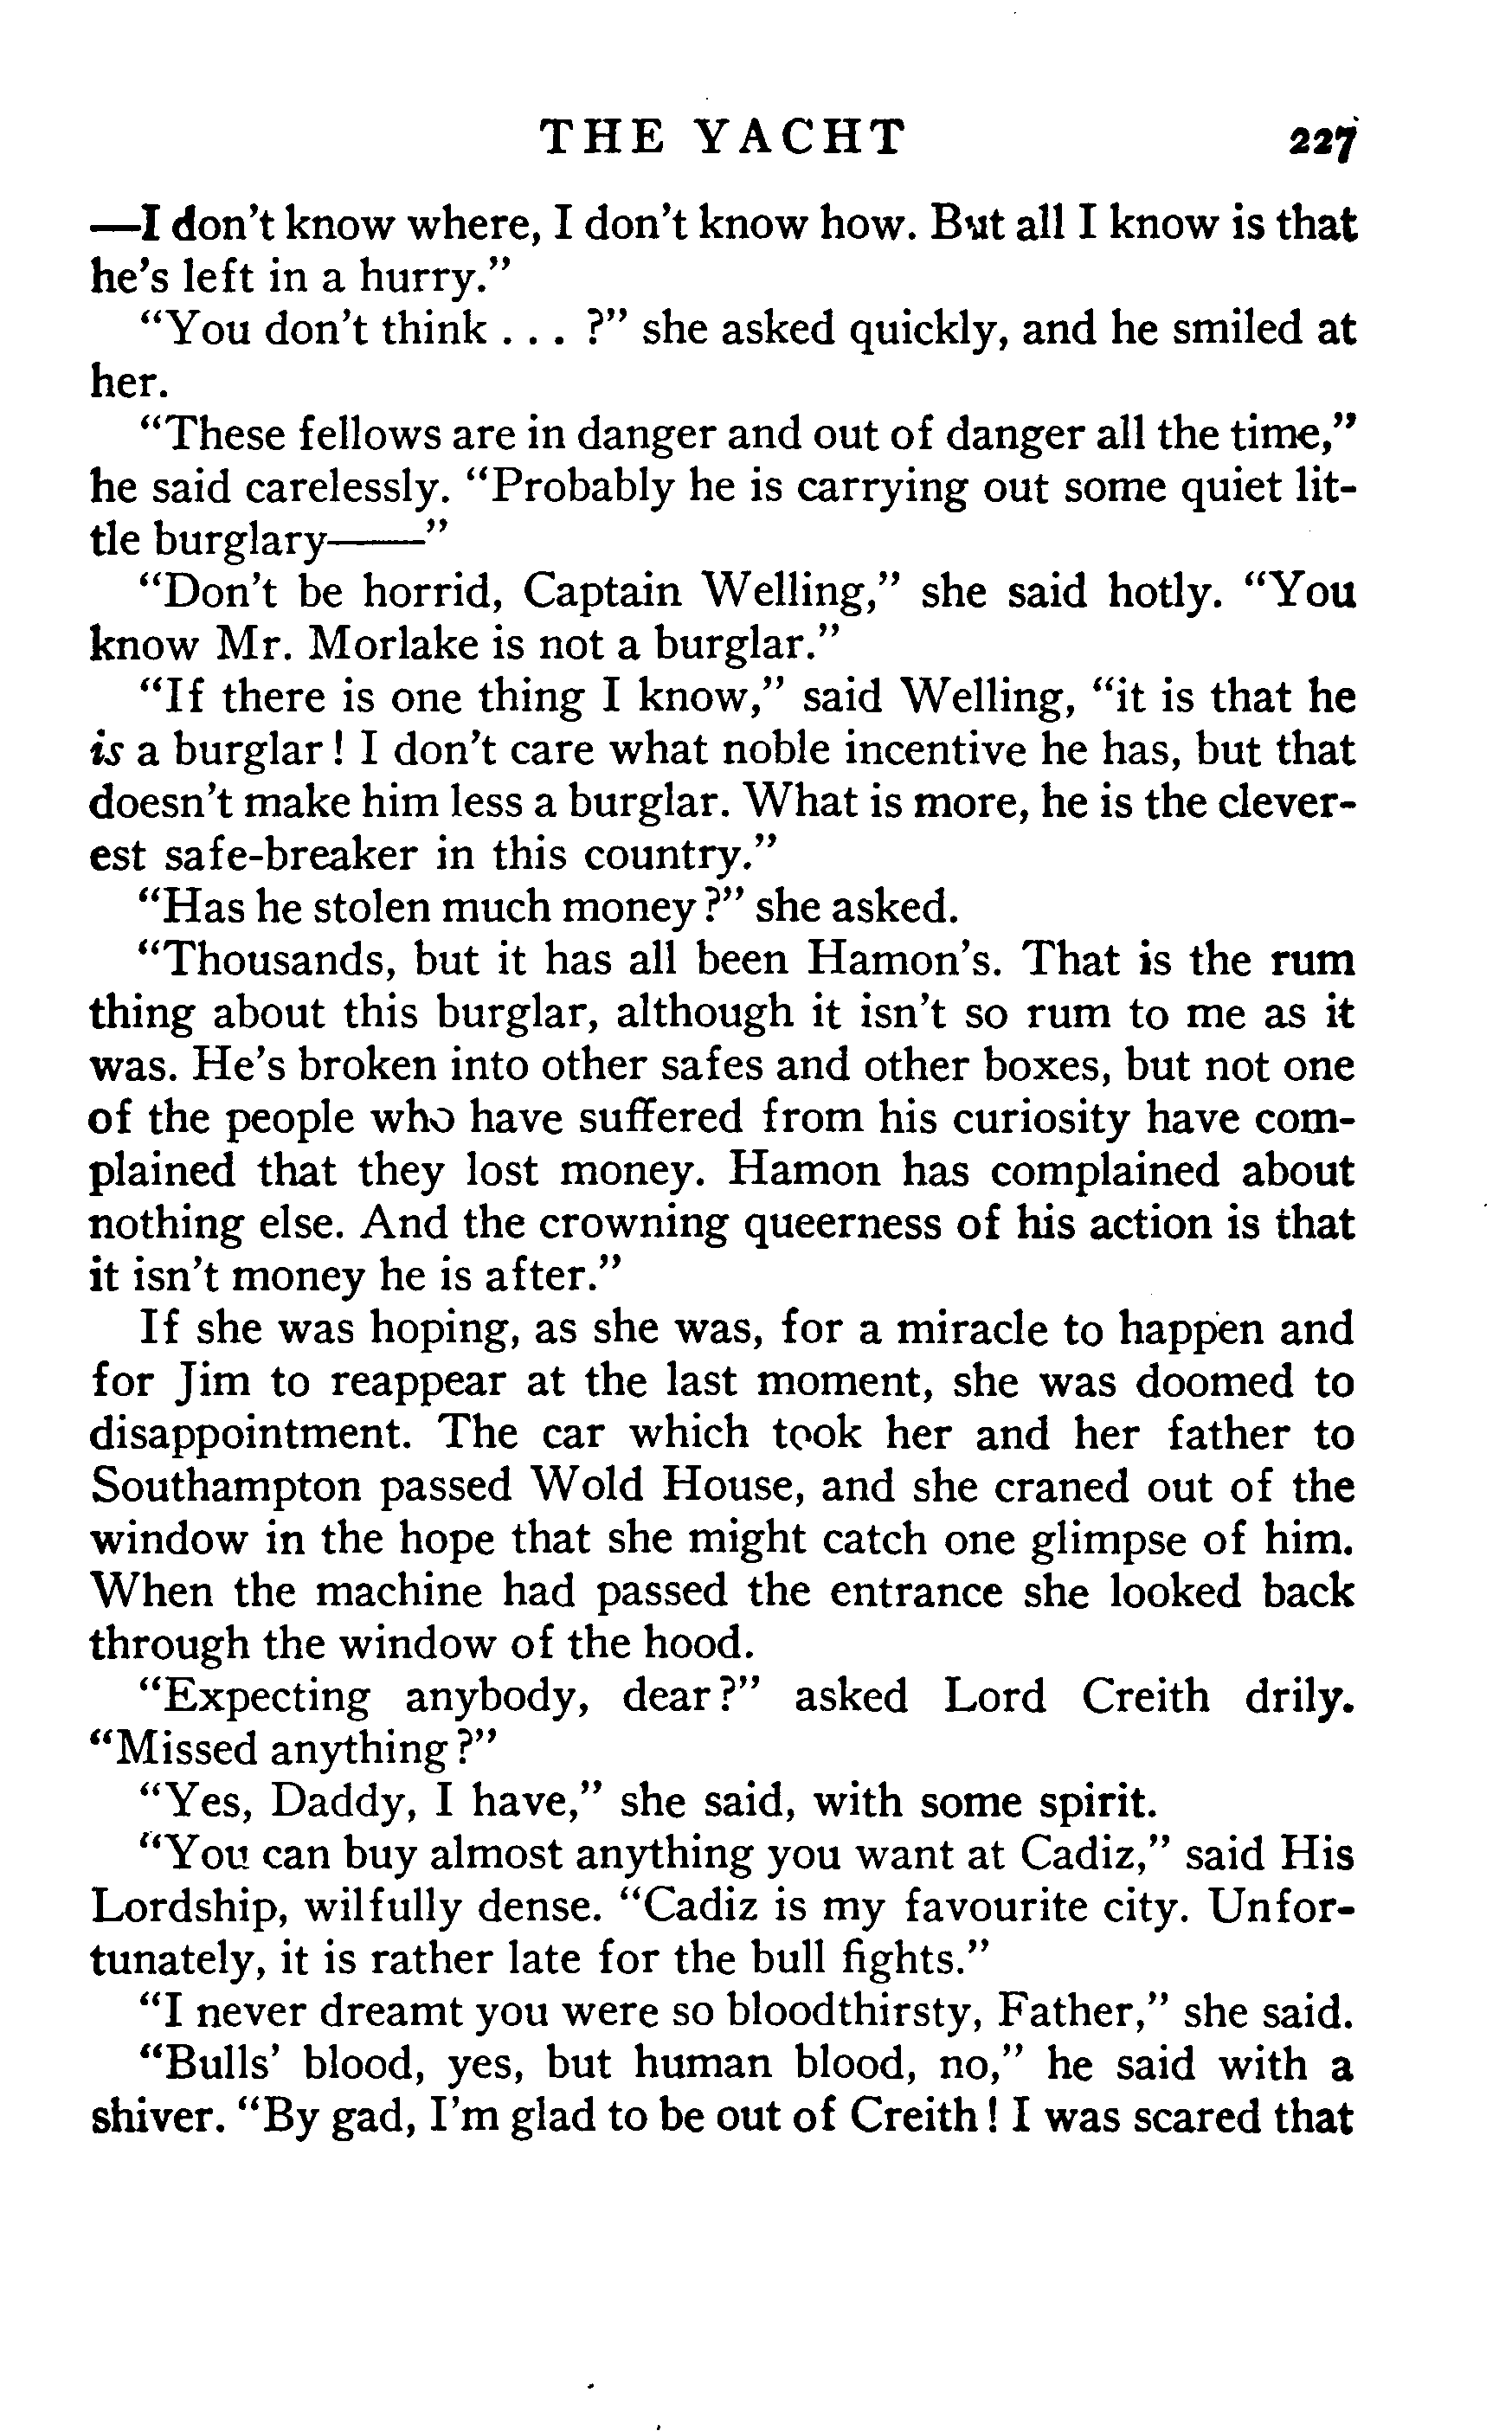 THE YACHT 227
—I don't know where, I don't know how. But all I know is that
he's left in a hurry."
"You don't think . . . ?" she asked quickly, and he smiled at
her.
"These fellows are in danger and out of danger all the time,"
he said carelessly. "Probably he is carrying out some quiet lit-
tle burglary——"
"Don't be horrid, Captain Welling," she said hotly. "You
know Mr. Morlake is not a burglar."
"If there is one thing I know," said Welling, "it is that he
is a burglar! I don't care what noble incentive he has, but that
doesn't make him less a burglar. What is more, he is the clever-
est safe-breaker in this country."
"Has he stolen much money?" she asked.
"Thousands, but it has all been Hamon's. That is the rum
thing about this burglar, although it isn't so rum to me as it
was. He's broken into other safes and other boxes, but not one
of the people who have suffered from his curiosity have com-
plained that they lost money. Hamon has complained about
nothing else. And the crowning queerness of his action is that
it isn't money he is after."
If she was hoping, as she was, for a miracle to happen and
for Jim to reappear at the last moment, she was doomed to
disappointment. The car which took her and her father to
Southampton passed Wold House, and she craned out of the
window in the hope that she might catch one glimpse of him.
When the machine had passed the entrance she looked back
through the window of the hood.
"Expecting anybody, dear?" asked Lord Creith drily.
"Missed anything?"
"Yes, Daddy, I have," she said, with some spirit.
"You can buy almost anything you want at Cadiz," said His
Lordship, wilfully dense. "Cadiz is my favourite city. Unfor-
tunately, it is rather late for the bull fights."
"I never dreamt you were so bloodthirsty, Father," she said.
"Bulls' blood, yes, but human blood, no," he said with a
shiver. "By gad, I'm glad to be out of Creith! I was scared that